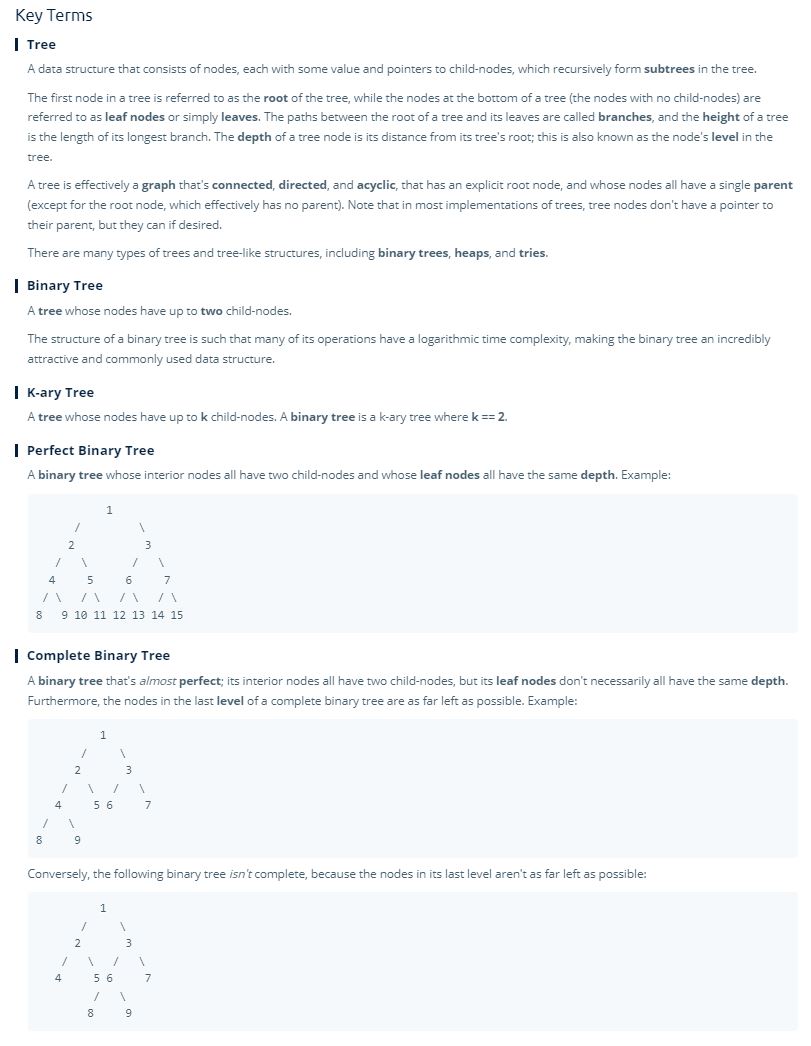 Key Terms
Tree
A data structure that consists of nodes, each with some value and pointers to child-nodes, which recursively form subtrees in the tree.
The first node in a tree is referred to as the root of the tree, while the nodes at the bottom of a tree (the nodes with no child-nodes) are
referred to as leaf nodes or simply leaves. The paths between the root of a tree and its leaves are called branches, and the height of a tree
is the length of its longest branch. The depth of a tree node is its distance from its tree's root; this is also known as the node's level in the
tree.
A tree is effectively a graph that's connected, directed, and acyclic, that has an explicit root node, and whose nodes all have a single parent
(except for the root node, which effectively has no parent). Note that in most implementations of trees, tree nodes don't have a pointer to
their parent, but they can if desired.
There are many types of trees and tree-like structures, including binary trees, heaps, and tries.
Binary Tree
A tree whose nodes have up to two child-nodes.
The structure of a binary tree is such that many of its operations have a logarithmic time complexity, making the binary tree an incredibly
attractive and commonly used data structure.
K-ary Tree
A tree whose nodes have up to k child-nodes. A binary tree is a k-ary tree where k == 2.
Perfect Binary Tree
A binary tree whose interior nodes all have two child-nodes and whose leaf nodes all have the same depth. Example:
1
/ \
2 3
/ \ / \
4 5 6 7
/ \ / \ / \ / \
8 9 10 11 12 13 14 15
Complete Binary Tree
A binary tree that's almost perfect; its interior nodes all have two child-nodes, but its leaf nodes don't necessarily all have the same depth.
Furthermore, the nodes in the last level of a complete binary tree are as far left as possible. Example:
1
/ \
2 3
/ \ / \
4 5 6 7
/ \
8 9
Conversely, the following binary tree isn't complete, because the nodes in its last level aren't as far left as possible:
1
/ \
2 3
/ \ / \
4 5 6 7
/ \
8 9